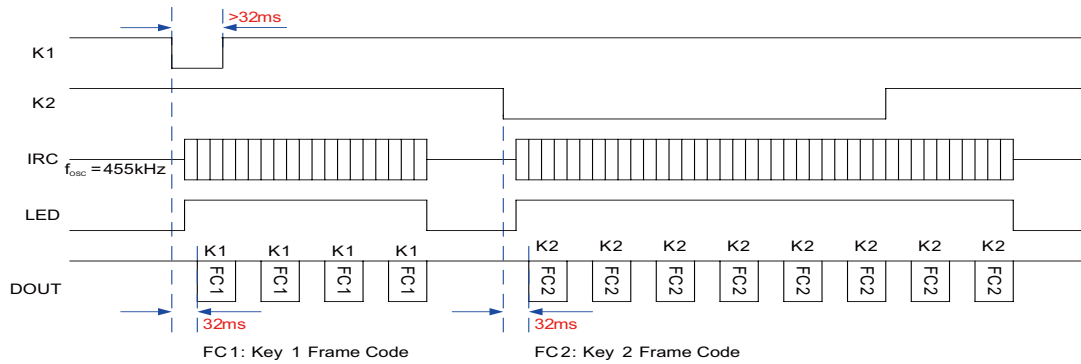 >32ms
K1
K2
IRC
fosc =455kHz
LED
K1 K1 K1 K1 K2 K2 K2 K2 K2 K2 K2 K2
FC1 FC1 FC1 FC1 FC2 FC2 FC2 FC2 FC2 FC2 FC2 FC2
DOUT
32ms 32ms
FC1: Key 1 Frame Code FC2: Key 2 Frame Code